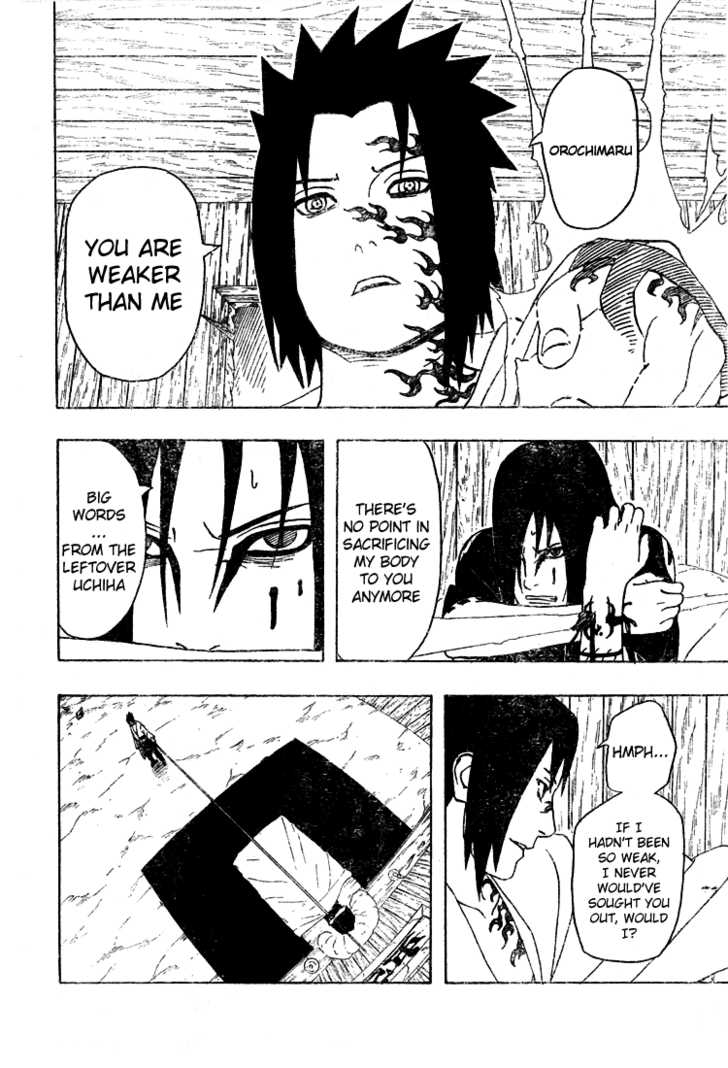 OROCHIMARU
YOU ARE
WEAKER
THAN ME
THERE'S
NO POINT IN
SACRIFICING
MY BODY
TO YOU
ANYMORE
BIG
WORDS
...
FROM THE
LEFTOVER
UCHIHA
HMPH...
IF I
HADN'T BEEN
SO WEAK,
I NEVER
WOULD'VE
SOUGHT YOU
OUT, WOULD
I?